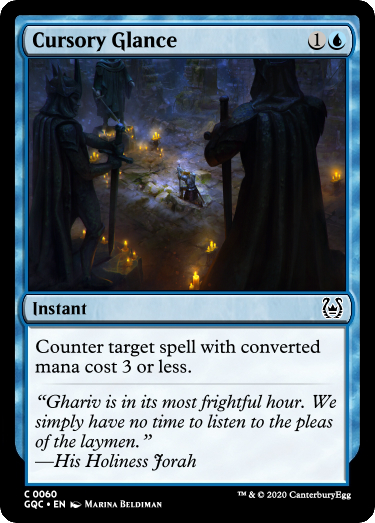 Cursory Glance 1
Instant
Counter target spell with converted
mana cost 3 or less.
“Ghariv is in its most frightful hour. We
simply have no time to listen to the pleas
of the laymen.”
—His Holiness Jorah
C 0060
GQC • EN Marina Beldiman
™ & © 2020 CanterburyEgg